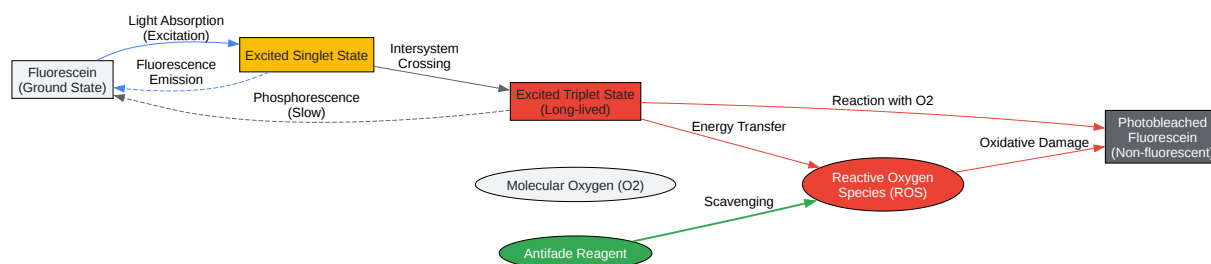 Light Absorption
(Excitation)
Fluorescein
(Ground State)
Excited Singlet State
Fluorescence
Emission
Intersystem
Crossing
Phosphorescence
(Slow)
Excited Triplet State
(Long-lived)
Reaction with O2
Energy Transfer
Photobleached
Fluorescein
(Non-fluorescent)
Oxidative Damage
Molecular Oxygen (O2)
Reactive Oxygen
Species (ROS)
Scavenging
Antifade Reagent